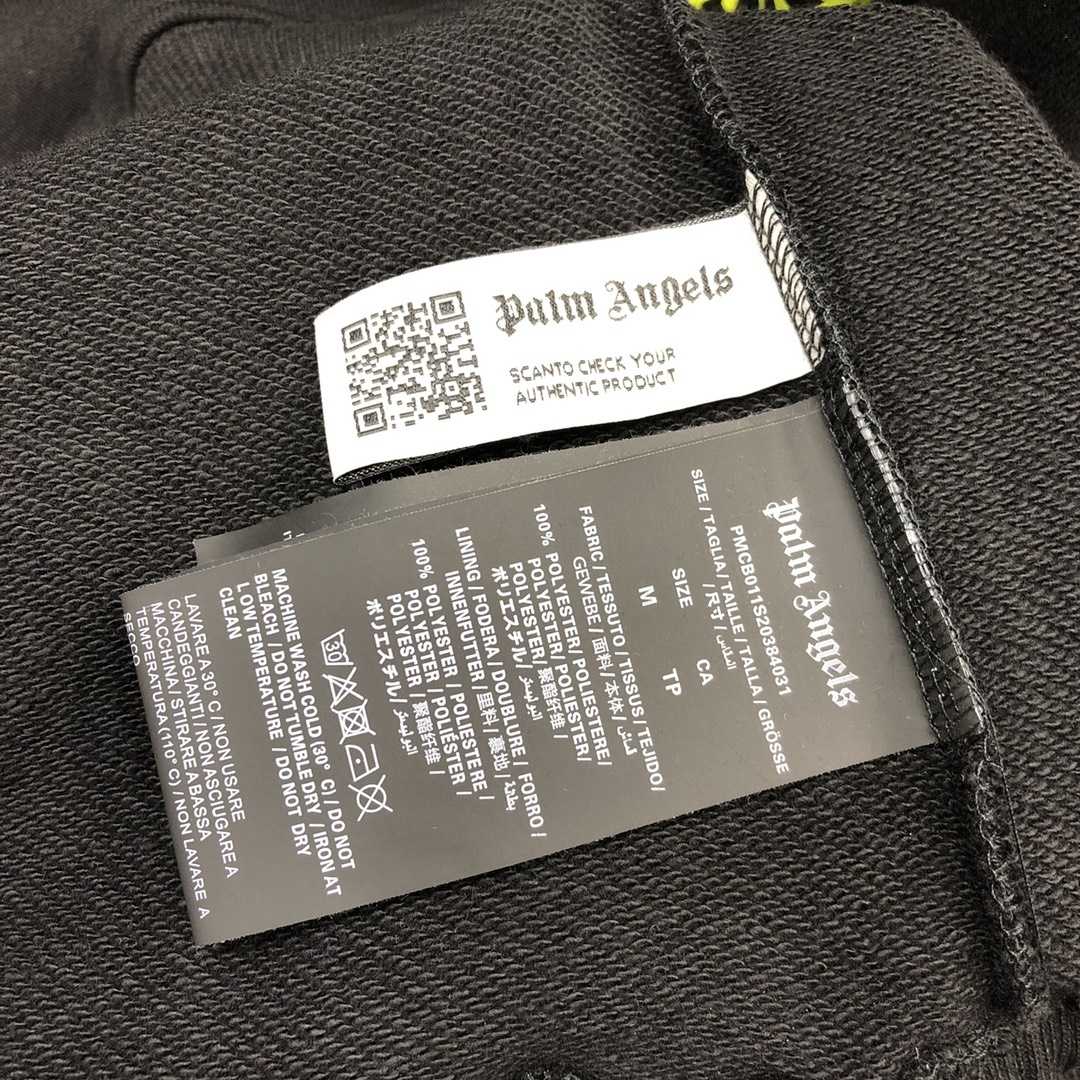 Palm Angels
SCANTO CHECK YOUR
AUTHENTIC PRODUCT
Palm Angels
PMCB011S20384031
SIZE / TAGLIA / TAILLE / TALLA / GRÖSSE
/ 尺寸 / المقاس
SIZE CA
M TP
FABRIC / TESSUTO / TISSUS / TEJIDO /
GEWEBE / 面料 / 本体 / قماش
100% POLYESTER/ POLIESTERE /
POLYESTER/ POLIESTER/
POLYESTER/ 聚酯纤维 /
ポリエステル/ البوليستر
LINING / FODERA / DOUBLURE / FORRO /
INNENFUTTER / 里料 / 裏地 / بطانة
100% POLYESTER / POLIESTERE /
POLYESTER / POLIÉSTER /
POLYESTER / 聚酯纤维 /
ポリエステル / البوليستر
30
MACHINE WASH COLD (30° C) / DO NOT
BLEACH / DO NOT TUMBLE DRY / IRON AT
LOW TEMPERATURE / DO NOT DRY
CLEAN
LAVARE A 30° C / NON USARE
CANDEGGIANTI / NON ASCIUGARE A
MACCHINA / STIRARE A BASSA
TEMPERATURA (110° C) / NON LAVARE A
SECCO